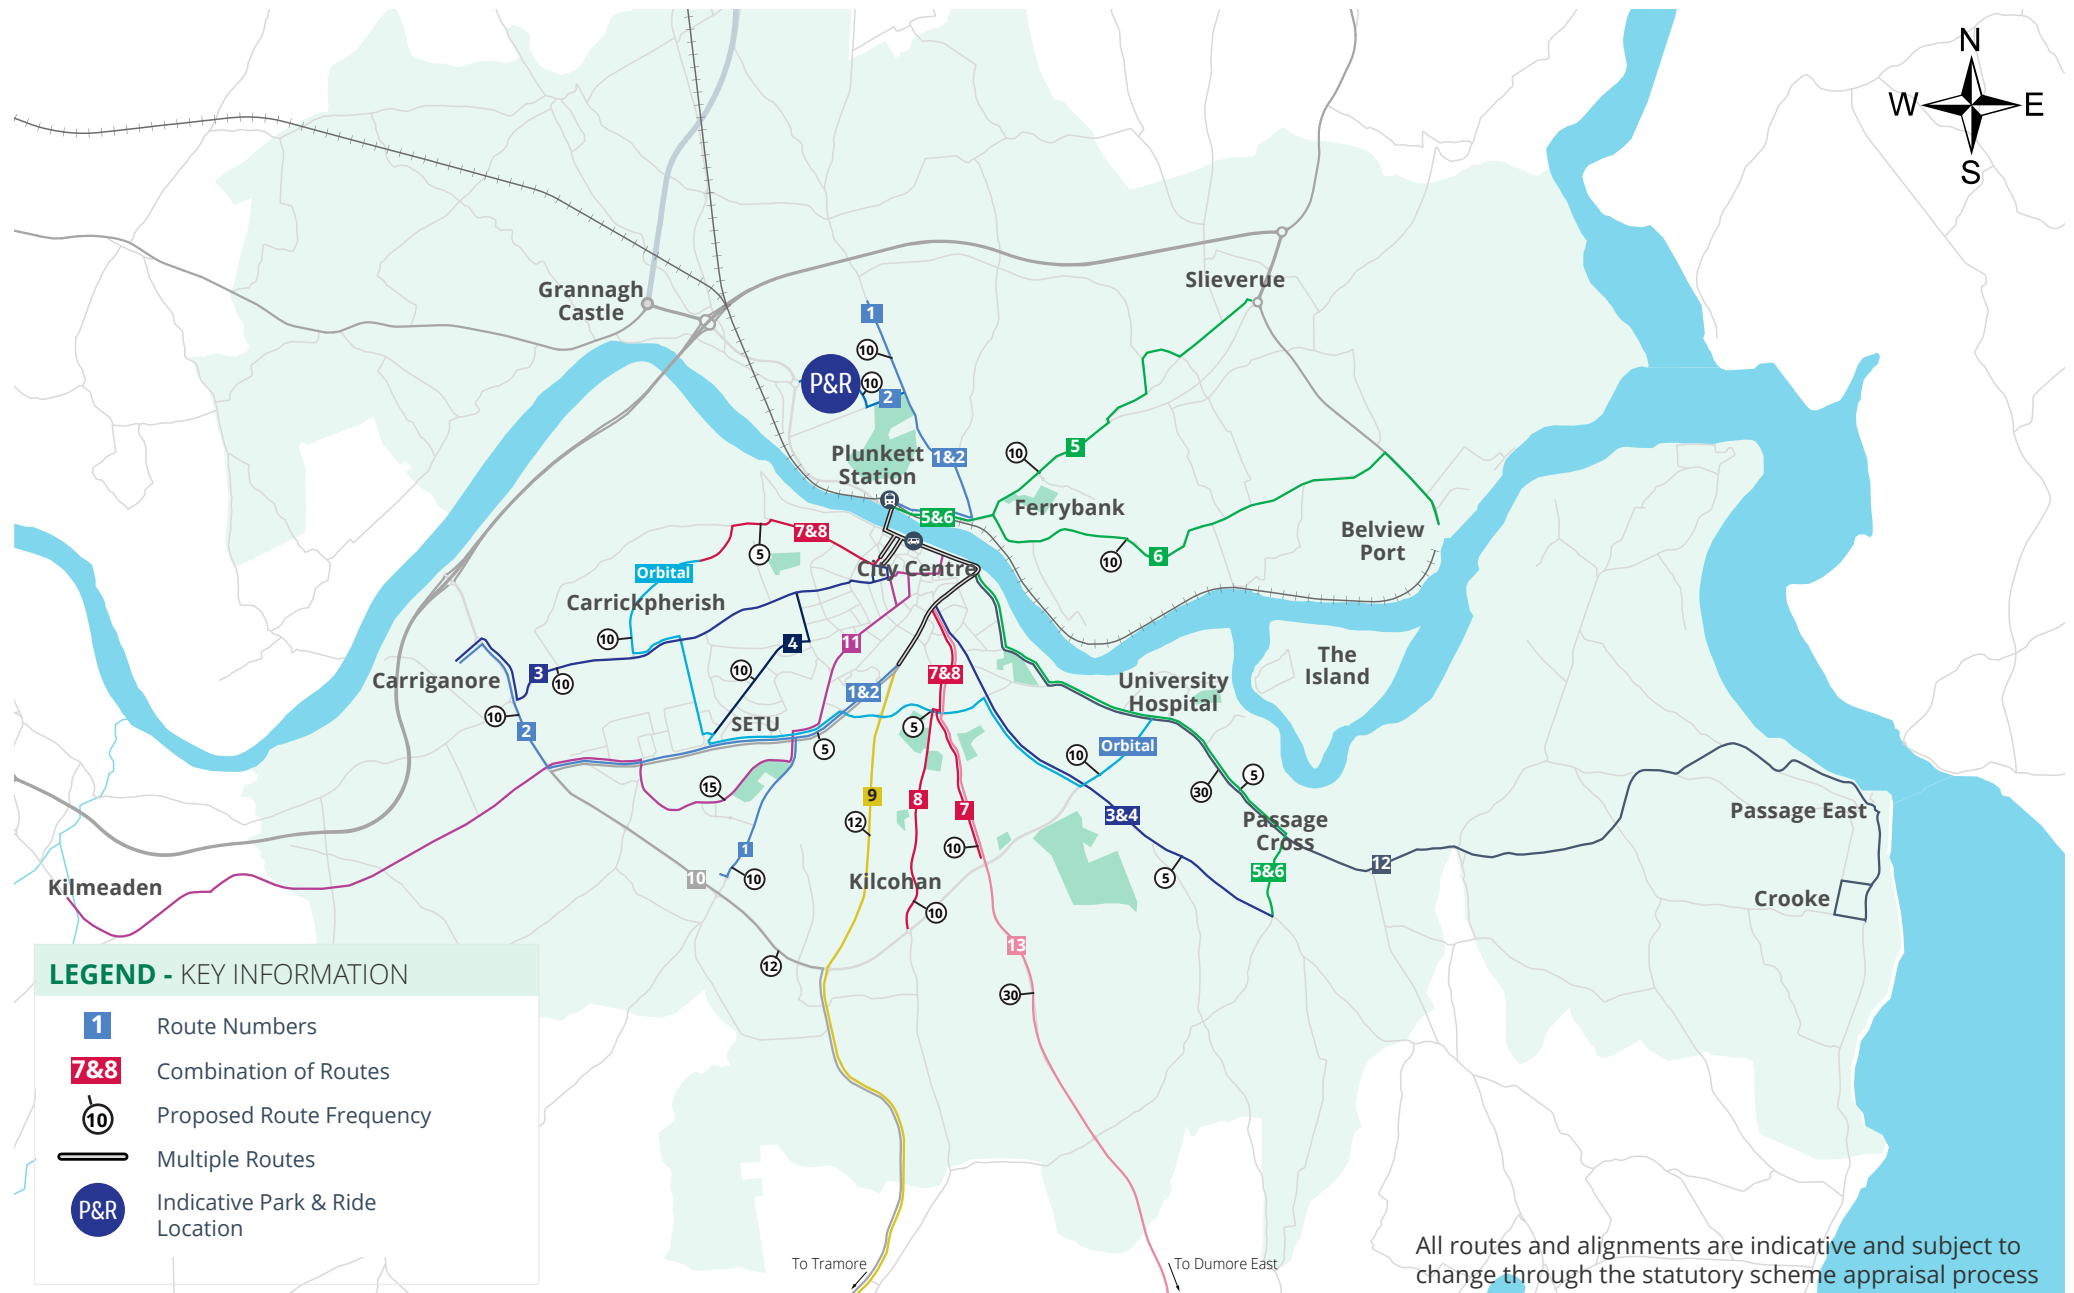 N
W E
S
Grannagh
Castle
Slieverue
1
10
P&R
10
2
Plunkett
Station
1&2
10
5
5&6
Ferrybank
Belview
Port
7&8
5
10
6
City Centre
Orbital
Carrickpherish
10
4
11
3
10
Carriganore
10
7&8
The
Island
University
Hospital
1&2
10
2
SETU
5
5
Orbital
10
15
30
5
9
8
7
3&4
Passage
Cross
Passage East
12
10
1
10
10
5
5&6
12
Kilmeaden
Kilcohan
10
Crooke
13
12
30
LEGEND - KEY INFORMATION
1 Route Numbers
7&8 Combination of Routes
10 Proposed Route Frequency
Multiple Routes
P&R Indicative Park & Ride
Location
To Tramore
To Dumore East
All routes and alignments are indicative and subject to
change through the statutory scheme appraisal process